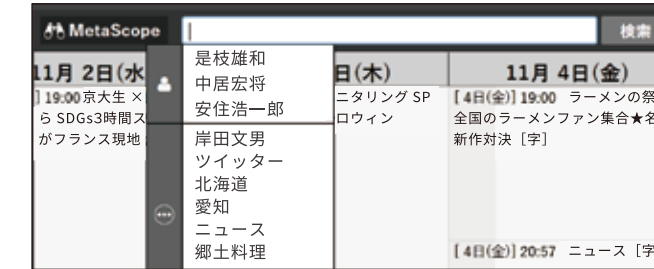 MetaScope
検索
是枝雄和
中居宏将
安住浩一郎
岸田文男
ツイッター
北海道
愛知
ニュース
郷土料理
11月 2日(水
] 19:00 京大生 ×
ら SDGs3時間ス
がフランス現地
日(木)
ニタリング SP
ロウィン
11月 4日(金)
[ 4日(金)] 19:00 ラーメンの祭
全国のラーメンファン集合★名
新作対決［字］
[ 4日(金)] 20:57 ニュース［字